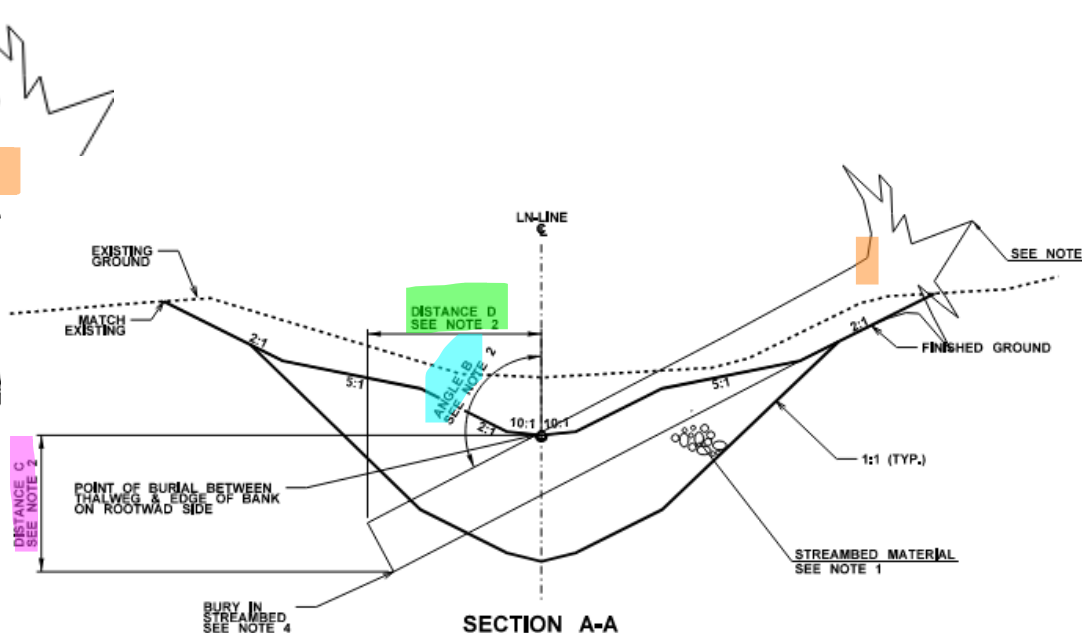 LN-LINE
℄
EXISTING
GROUND
SEE NOTE
DISTANCE D
SEE NOTE 2
MATCH
EXISTING
2:1
2:1
FINISHED GROUND
5:1
5:1
ANGLE B
SEE NOTE 2
2:1
10:1
10:1
1:1 (TYP.)
DISTANCE C
SEE NOTE 2
POINT OF BURIAL BETWEEN
THALWEG & EDGE OF BANK
ON ROOTWAD SIDE
STREAMBED MATERIAL
SEE NOTE 1
BURY IN
STREAMBED
SEE NOTE 4
SECTION A-A